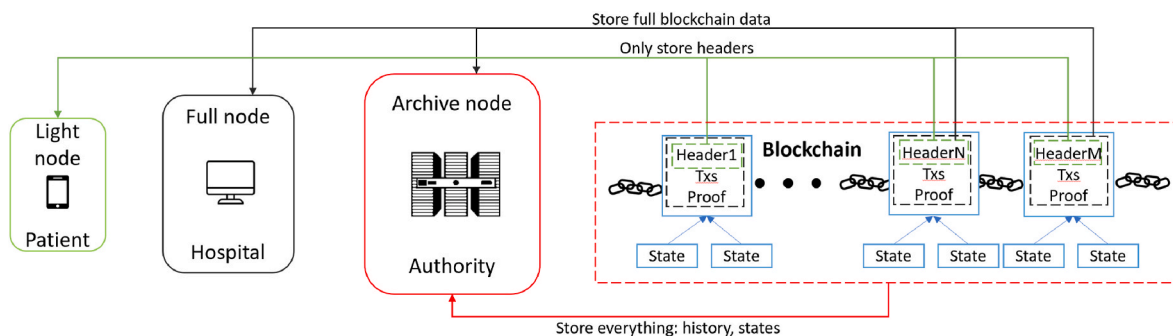 Store full blockchain data
Only store headers
Light
node
Patient
Full node
Hospital
Archive node
Authority
Blockchain
Header1
Txs
Proof
HeaderN
Txs
Proof
HeaderM
Txs
Proof
State
State
State
State
State
State
Store everything: history, states